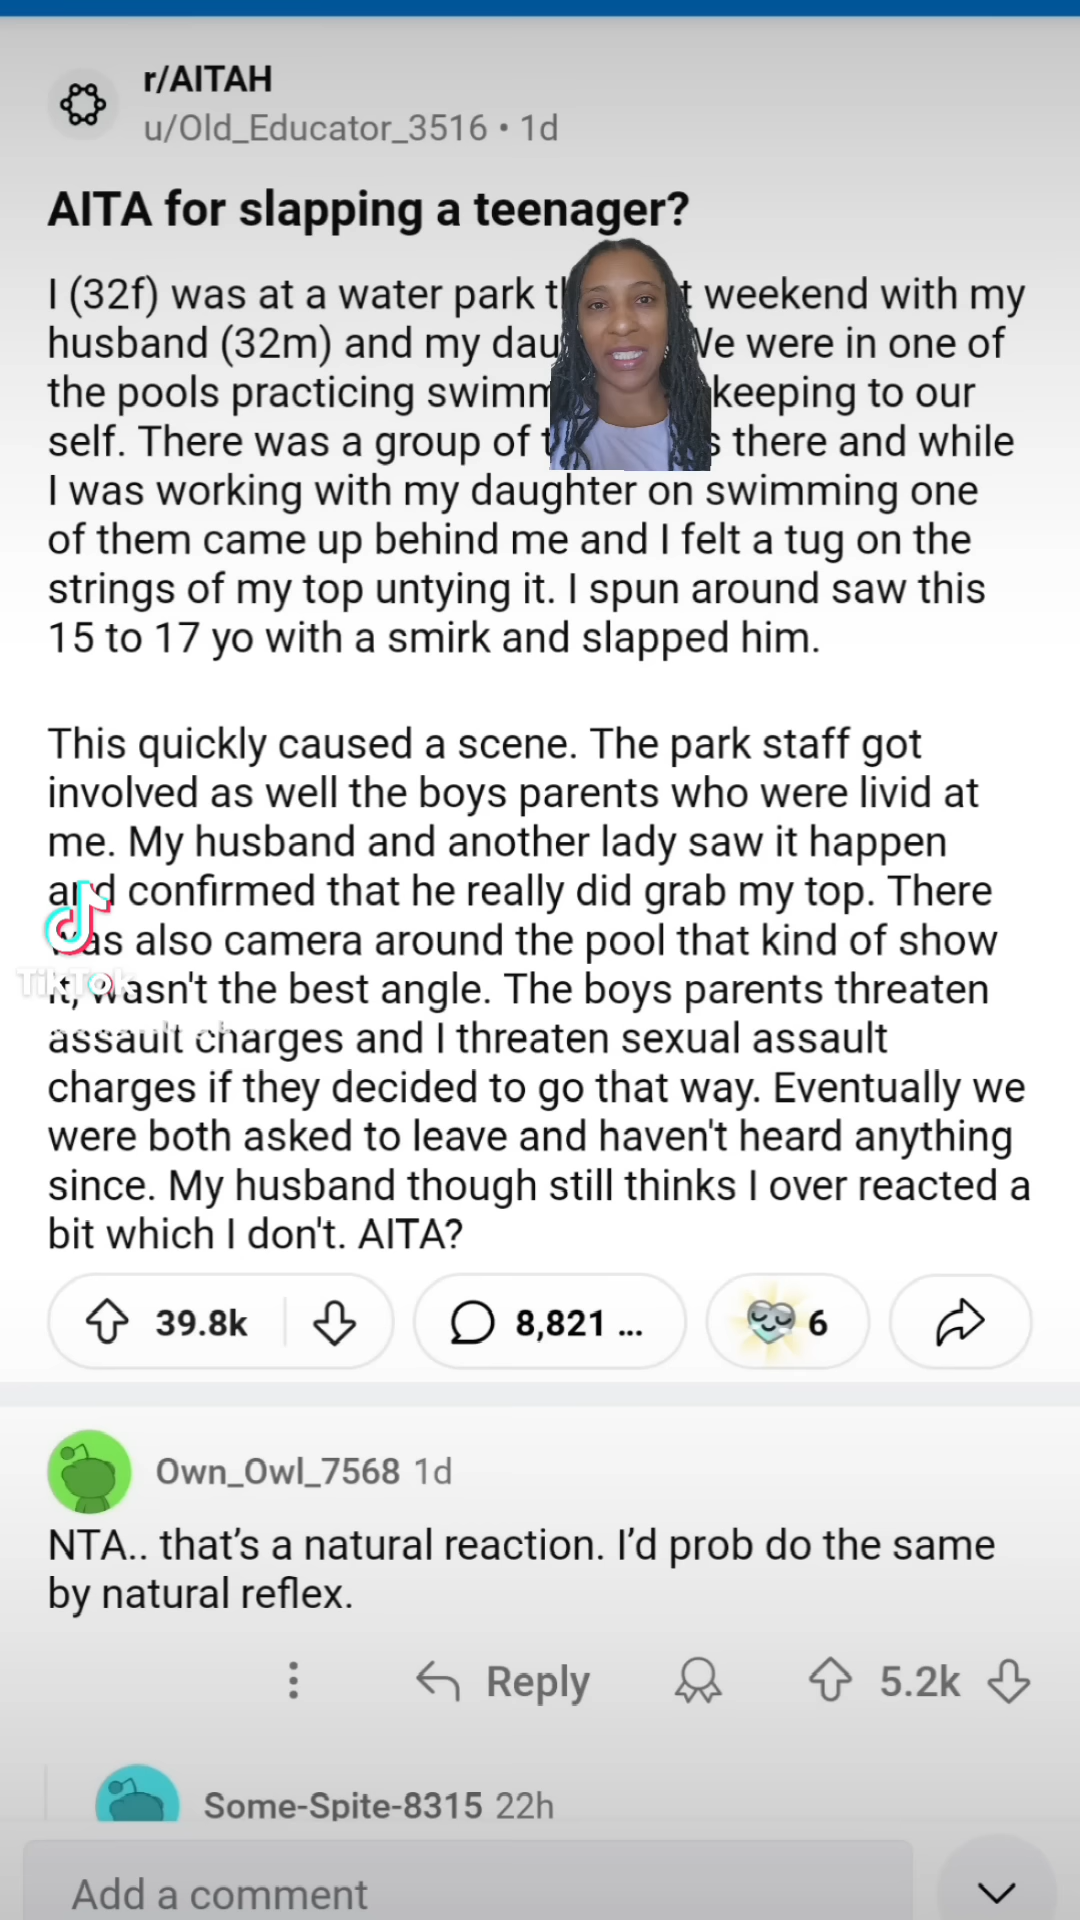 r/AITAH
u/Old_Educator_3516 • 1d
AITA for slapping a teenager?
I (32f) was at a water park weekend with my
husband (32m) and my We were in one of
the pools practicing keeping to our
self. There was a group of there and while
I was working with my daughter on swimming one
of them came up behind me and I felt a tug on the
strings of my top untying it. I spun around saw this
15 to 17 yo with a smirk and slapped him.
This quickly caused a scene. The park staff got
involved as well the boys parents who were livid at
me. My husband and another lady saw it happen
and confirmed that he really did grab my top. There
was also camera around the pool that kind of show
it, wasn't the best angle. The boys parents threaten
TikTok
assault charges and I threaten sexual assault
charges if they decided to go that way. Eventually we
were both asked to leave and haven't heard anything
since. My husband though still thinks I over reacted a
bit which I don't. AITA?
39.8k 8,821 ... 6
Own_Owl_7568 1d
NTA.. that's a natural reaction. I'd prob do the same
by natural reflex.
Reply 5.2k
Some-Spite-8315 22h
Add a comment